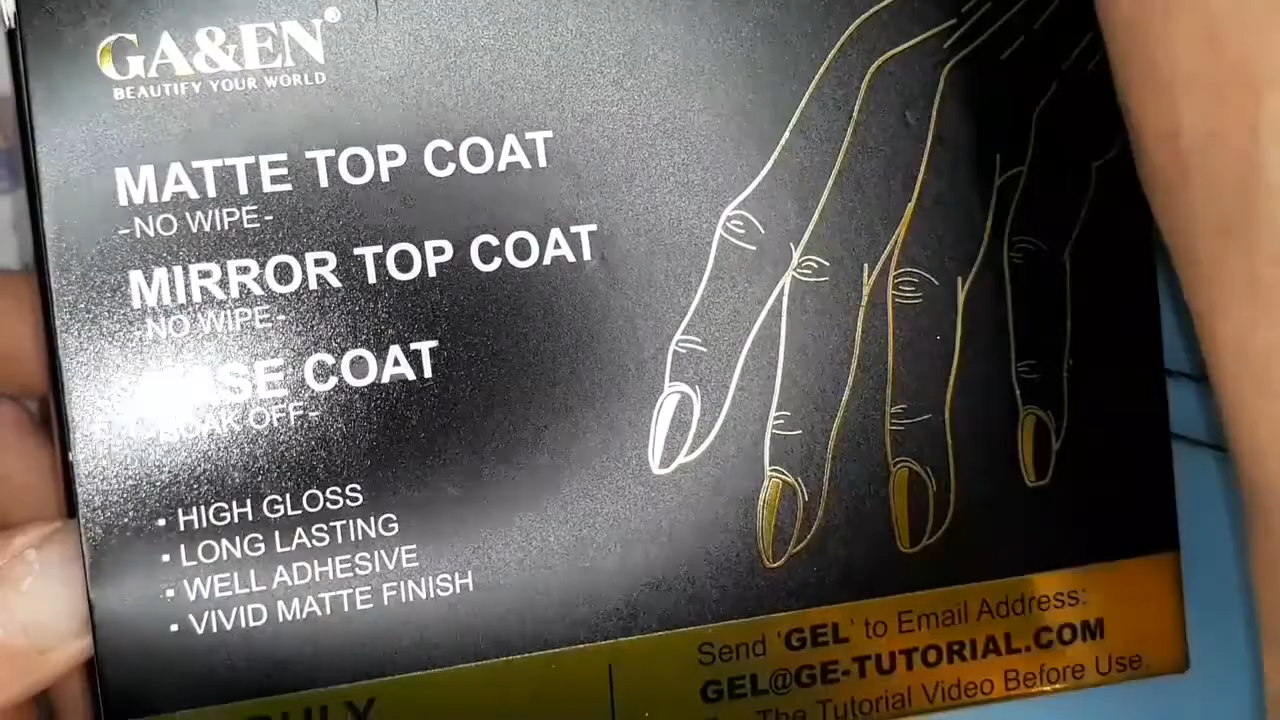 GA&EN®
BEAUTIFY YOUR WORLD
MATTE TOP COAT
-NO WIPE-
MIRROR TOP COAT
-NO WIPE-
BASE COAT
OFF-
• HIGH GLOSS
• LONG LASTING
• WELL ADHESIVE
• VIVID MATTE FINISH
Send 'GEL' to Email Address:
GEL@GE-TUTORIAL.COM
The Tutorial Video Before Use.